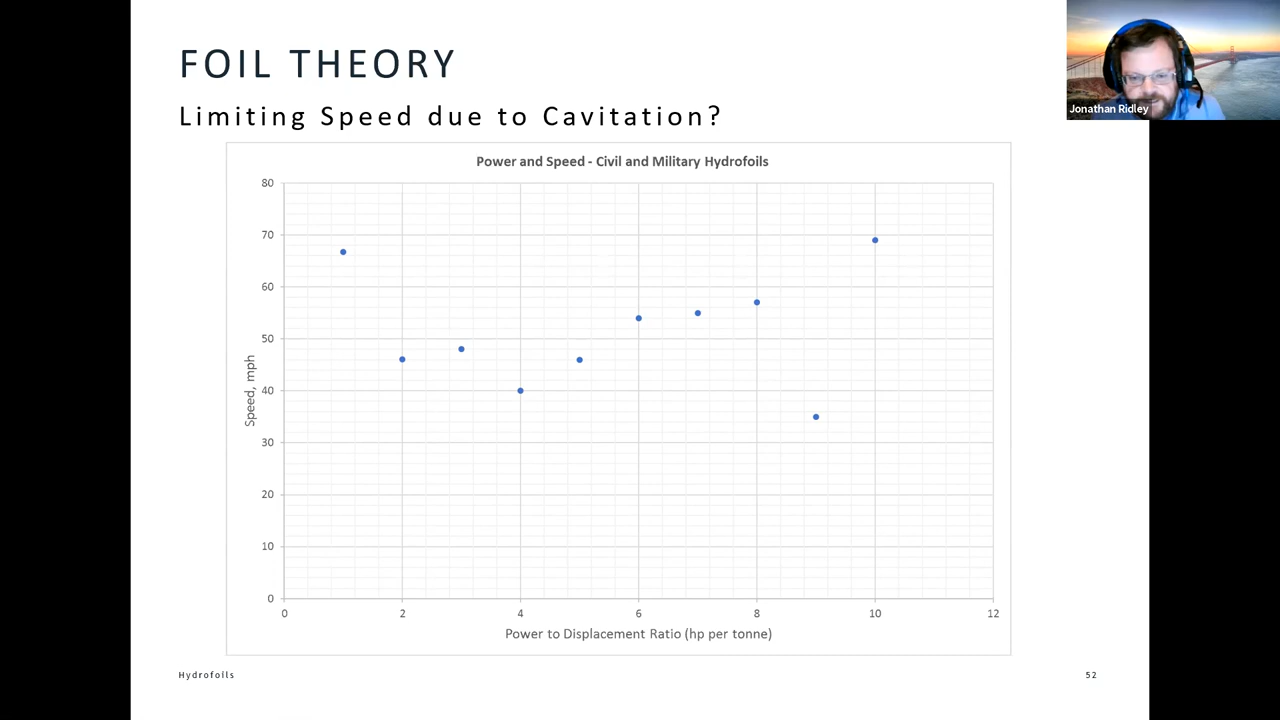 FOIL THEORY
Limiting Speed due to Cavitation?
Jonathan Ridley
Power and Speed - Civil and Military Hydrofoils
80
70
60
50
40
30
20
10
0
Speed, mph
0 2 4 6 8 10 12
Power to Displacement Ratio (hp per tonne)
Hydrofoils
52